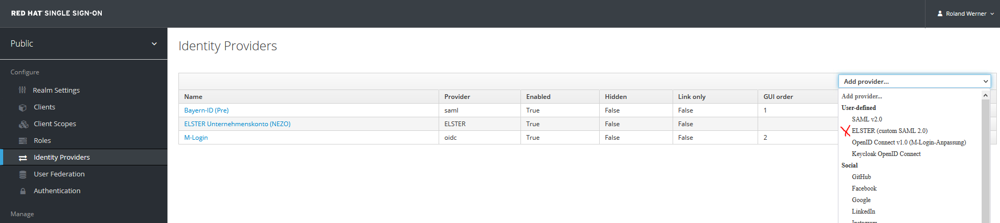 RED HAT SINGLE SIGN-ON
Roland Werner
Public
Configure
Realm Settings
Clients
Client Scopes
Roles
Identity Providers
User Federation
Authentication
Manage
Identity Providers
Add provider...
Name Provider Enabled Hidden Link only GUI order
Bayern-ID (Pre) saml True False False 1
ELSTER Unternehmenskonto (NEZO) ELSTER True False False
M-Login oidc True False False 2
Add provider...
User-defined
SAML v2.0
ELSTER (custom SAML 2.0)
OpenID Connect v1.0 (M-Login-Anpassung)
Keycloak OpenID Connect
Social
GitHub
Facebook
Google
LinkedIn